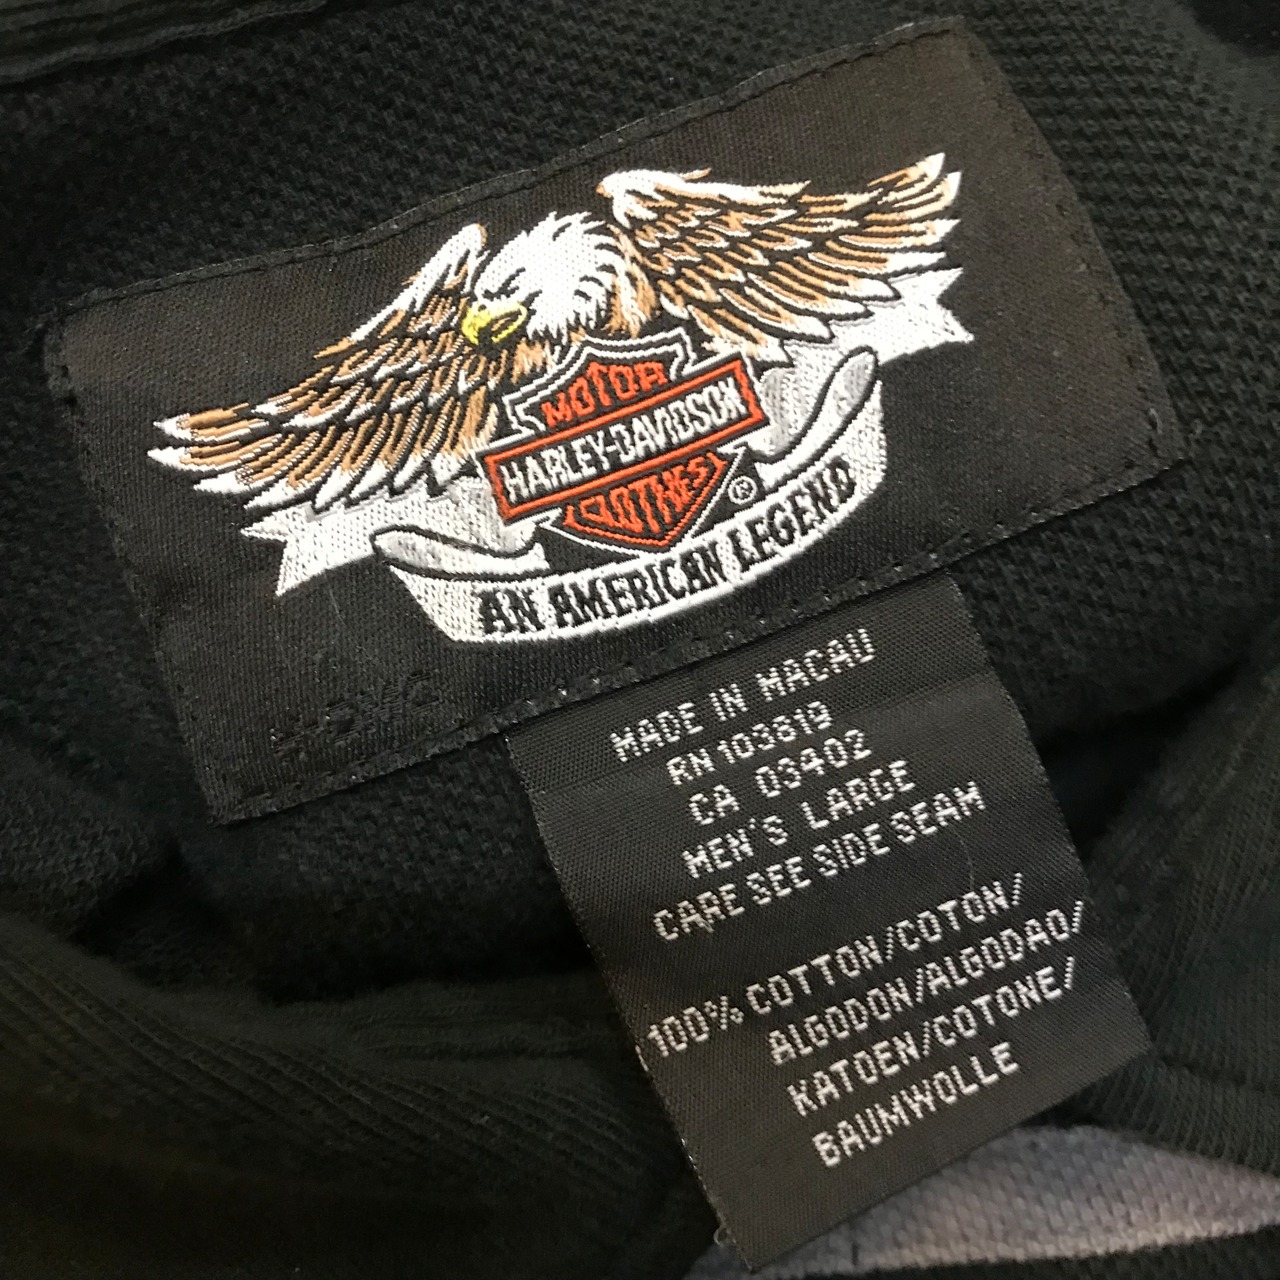 MOTOR
HARLEY-DAVIDSON
CLOTHES
®
AN AMERICAN LEGEND
MADE IN MACAU
RN 103819
CA 03402
MEN'S LARGE
CARE SEE SIDE SEAM
100% COTTON/COTON/
ALGODON/ALGODAO/
KATOEN/COTONE/
BAUMWOLLE